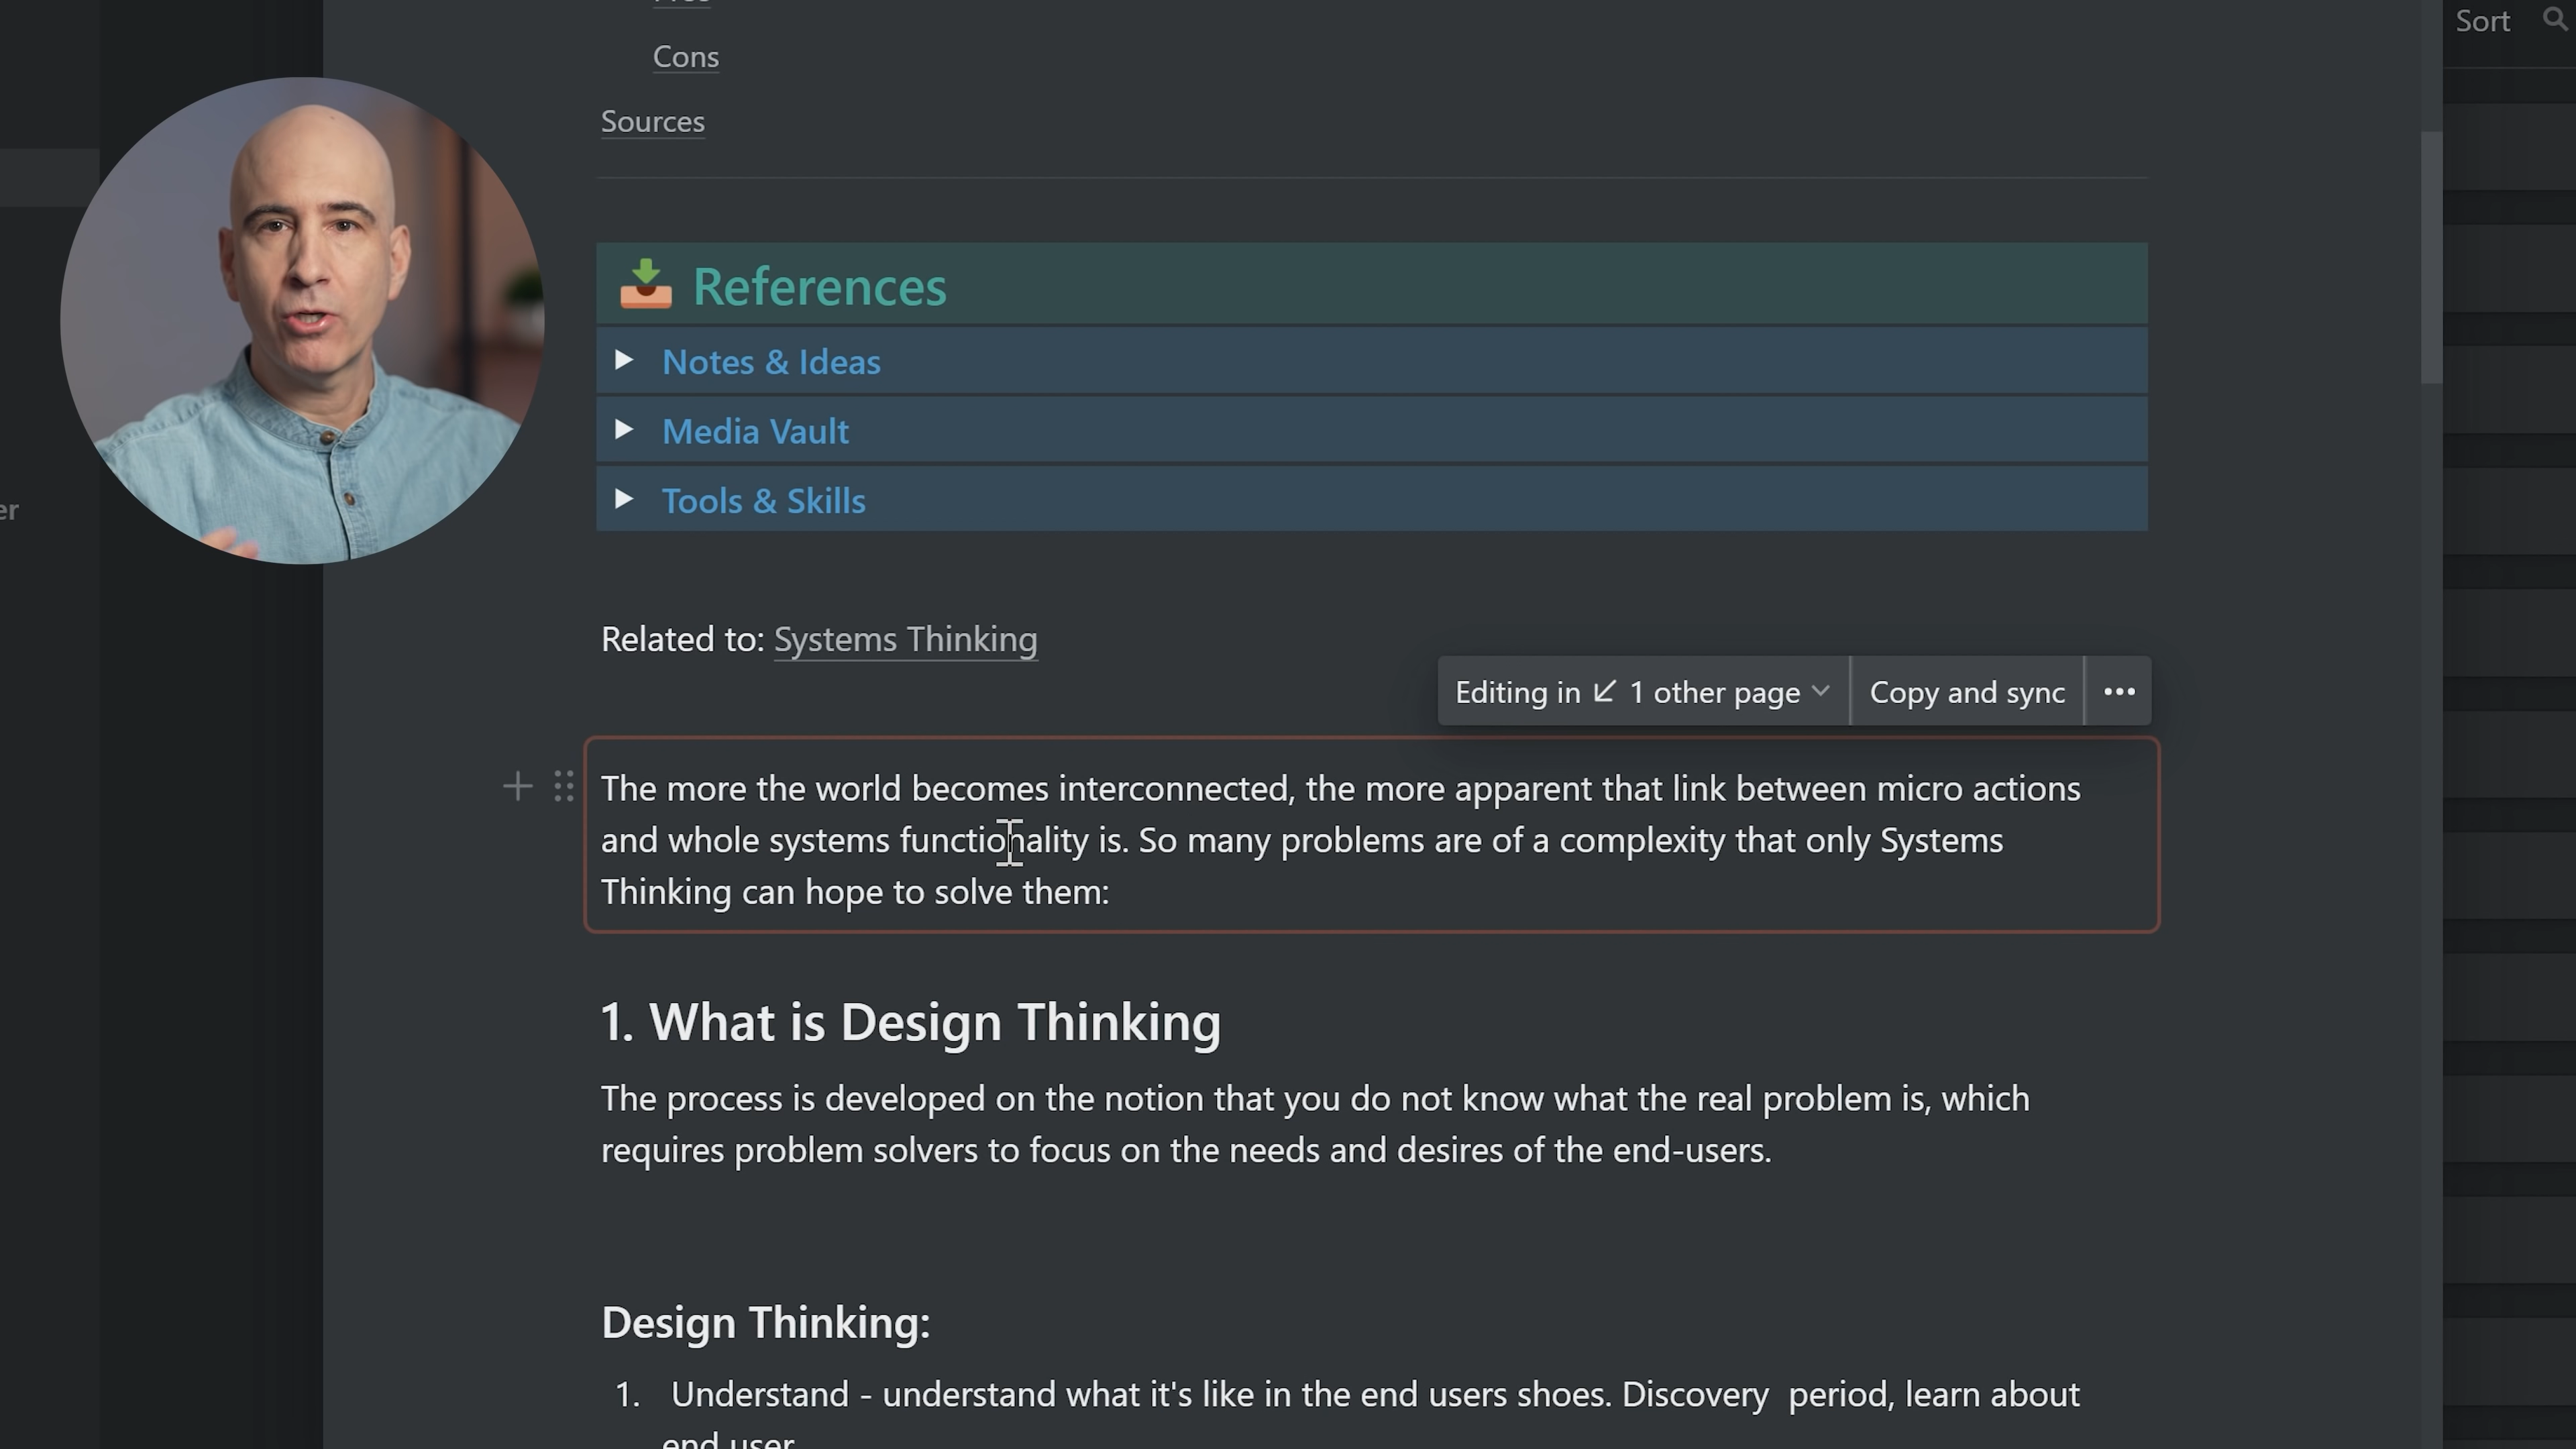 Cons
Sort
Sources
References
Notes & Ideas
Media Vault
Tools & Skills
er
Related to: Systems Thinking
Editing in ↙ 1 other page
Copy and sync
•••
The more the world becomes interconnected, the more apparent that link between micro actions
and whole systems functionality is. So many problems are of a complexity that only Systems
Thinking can hope to solve them:
1. What is Design Thinking
The process is developed on the notion that you do not know what the real problem is, which
requires problem solvers to focus on the needs and desires of the end-users.
Design Thinking:
1. Understand - understand what it's like in the end users shoes. Discovery  period, learn about
end user